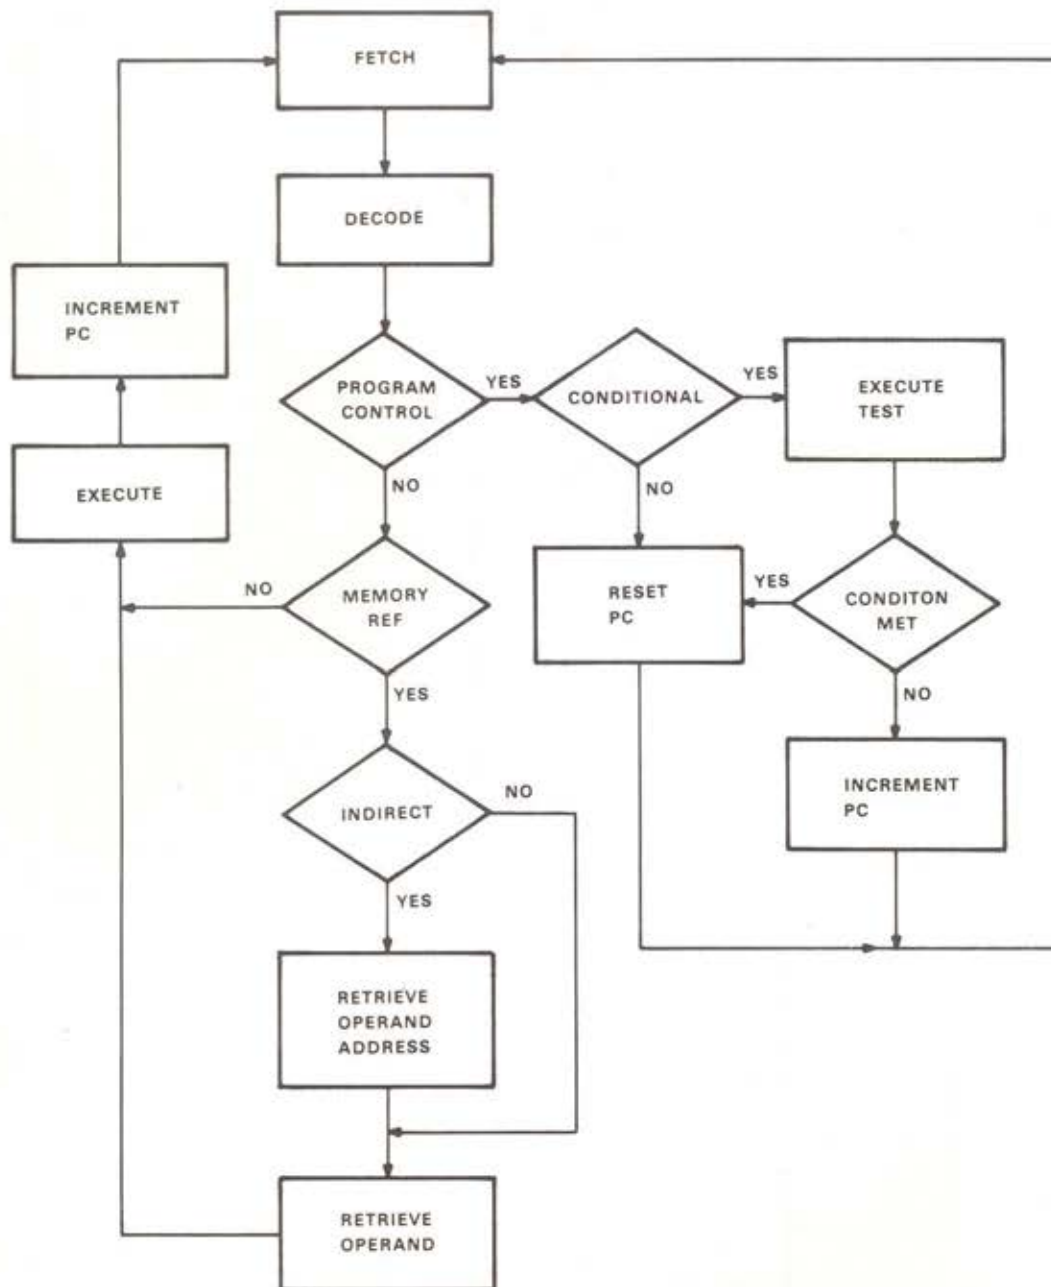 FETCH
DECODE
INCREMENT
PC
PROGRAM
CONTROL
YES
CONDITIONAL
YES
EXECUTE
TEST
NO
NO
EXECUTE
NO
MEMORY
REF
RESET
PC
YES
CONDITON
MET
YES
NO
INDIRECT
NO
INCREMENT
PC
YES
RETRIEVE
OPERAND
ADDRESS
RETRIEVE
OPERAND